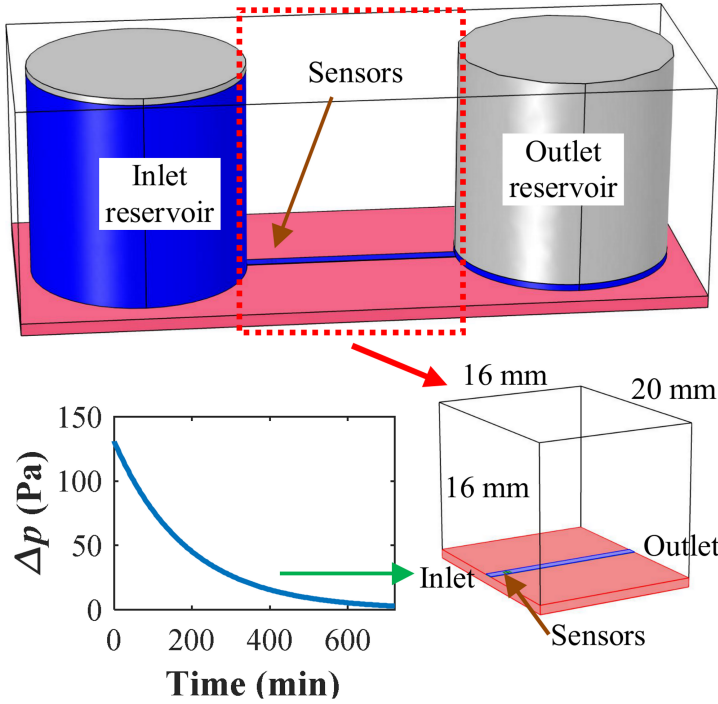 Sensors
Inlet
reservoir
Outlet
reservoir
16 mm
20 mm
16 mm
Inlet
Outlet
Sensors
150
100
50
0
Δp (Pa)
0
200
400
600
Time (min)